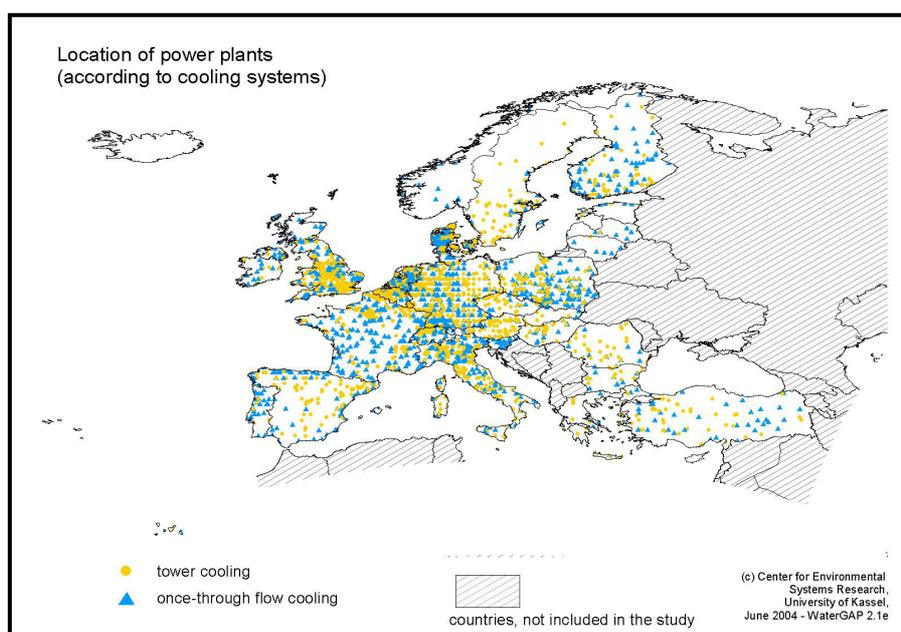 Location of power plants
(according to cooling systems)
tower cooling
once-through flow cooling
countries, not included in the study
(c) Center for Environmental
Systems Research,
University of Kassel,
June 2004 - WaterGAP 2.1e